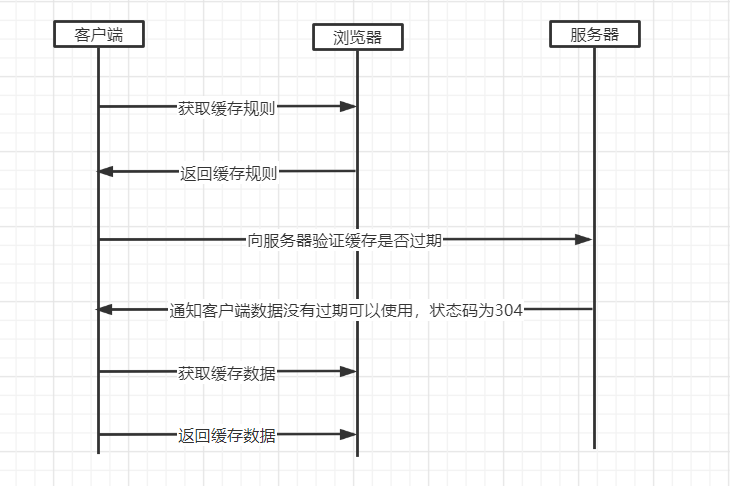 客户端
浏览器
服务器
获取缓存规则
返回缓存规则
向服务器验证缓存是否过期
通知客户端数据没有过期可以使用，状态码为304
获取缓存数据
返回缓存数据